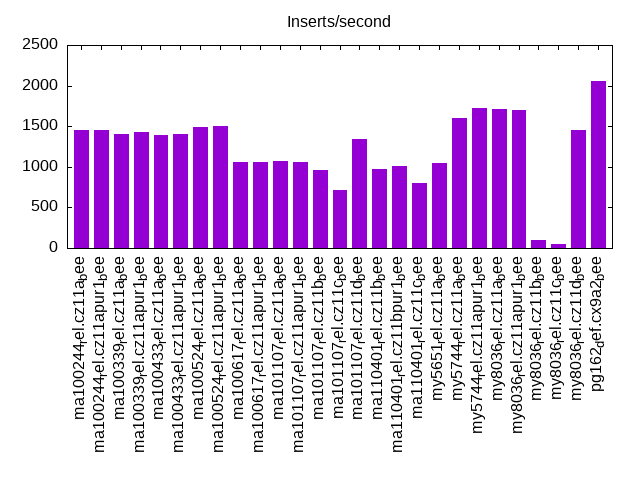 Inserts/second
2500
2000
1500
1000
500
0
ma100244_rel.cz11a_bee
ma100244_rel.cz11apur1_bee
ma100339_rel.cz11a_bee
ma100339_rel.cz11apur1_bee
ma100433_rel.cz11a_bee
ma100433_rel.cz11apur1_bee
ma100524_rel.cz11a_bee
ma100524_rel.cz11apur1_bee
ma100617_rel.cz11a_bee
ma100617_rel.cz11apur1_bee
ma101107_rel.cz11a_bee
ma101107_rel.cz11apur1_bee
ma101107_rel.cz11b_bee
ma101107_rel.cz11c_bee
ma101107_rel.cz11d_bee
ma110401_rel.cz11b_bee
ma110401_rel.cz11bpur1_bee
ma110401_rel.cz11c_bee
my5651_rel.cz11a_bee
my5744_rel.cz11a_bee
my5744_rel.cz11apur1_bee
my8036_rel.cz11a_bee
my8036_rel.cz11apur1_bee
my8036_rel.cz11b_bee
my8036_rel.cz11c_bee
my8036_rel.cz11d_bee
pg162_def.cx9a2_bee